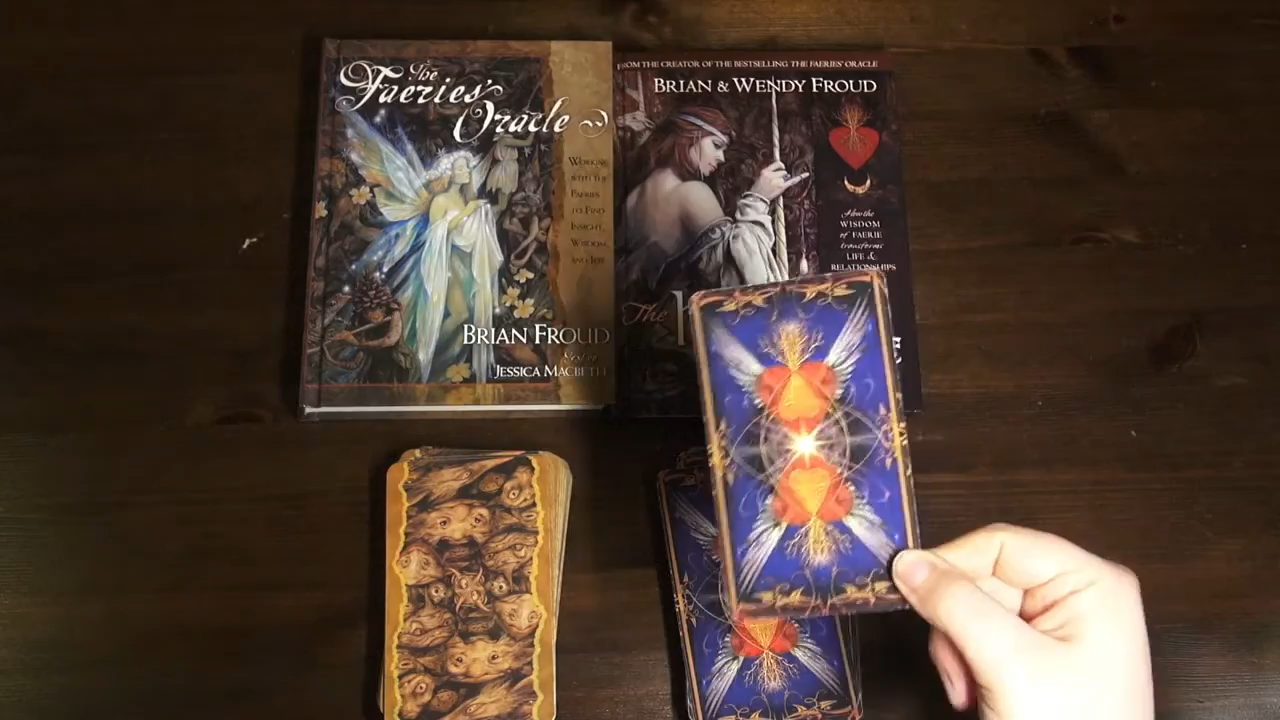 The
Faeries'
Oracle
WORKING
WITH THE
FAERIES
TO FIND
INSIGHT,
WISDOM,
AND JOY
BRIAN FROUD
Text by
JESSICA MACBETH
FROM THE CREATOR OF THE BESTSELLING THE FAERIES' ORACLE
BRIAN & WENDY FROUD
How the
WISDOM
of FAERIE
transforms
LIFE &
RELATIONSHIPS
The